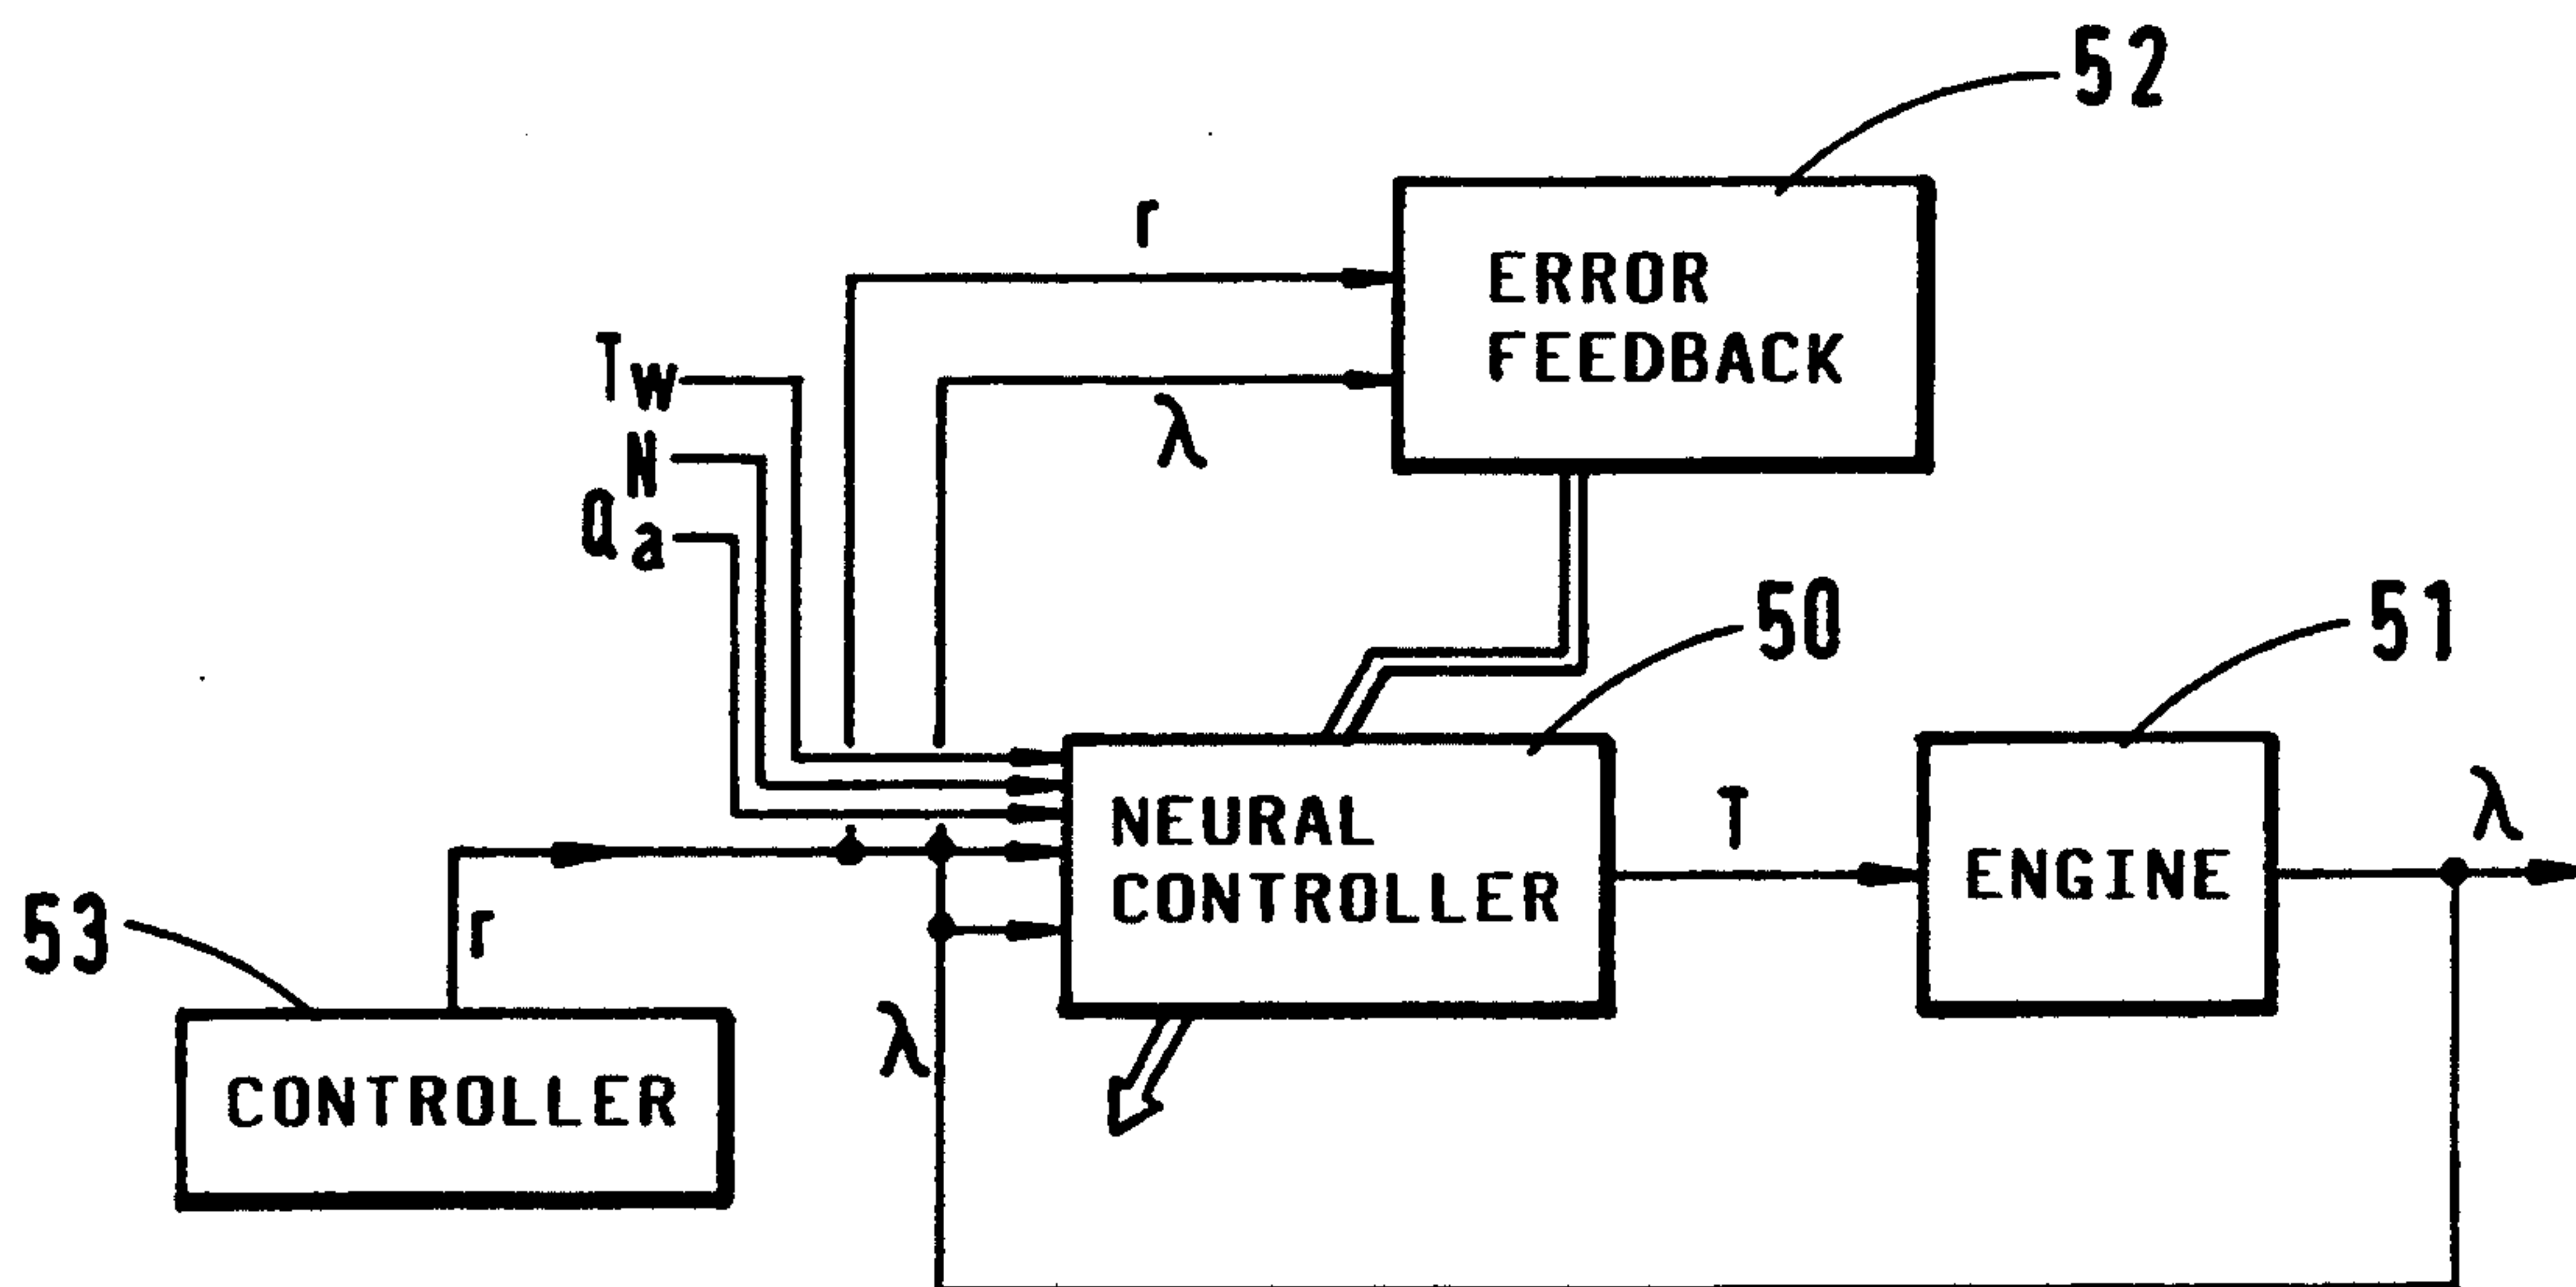 52
r
ERROR
FEEDBACK
Tw
λ
N
Qa
50
51
NEURAL
CONTROLLER
T
λ
ENGINE
53
r
λ
CONTROLLER